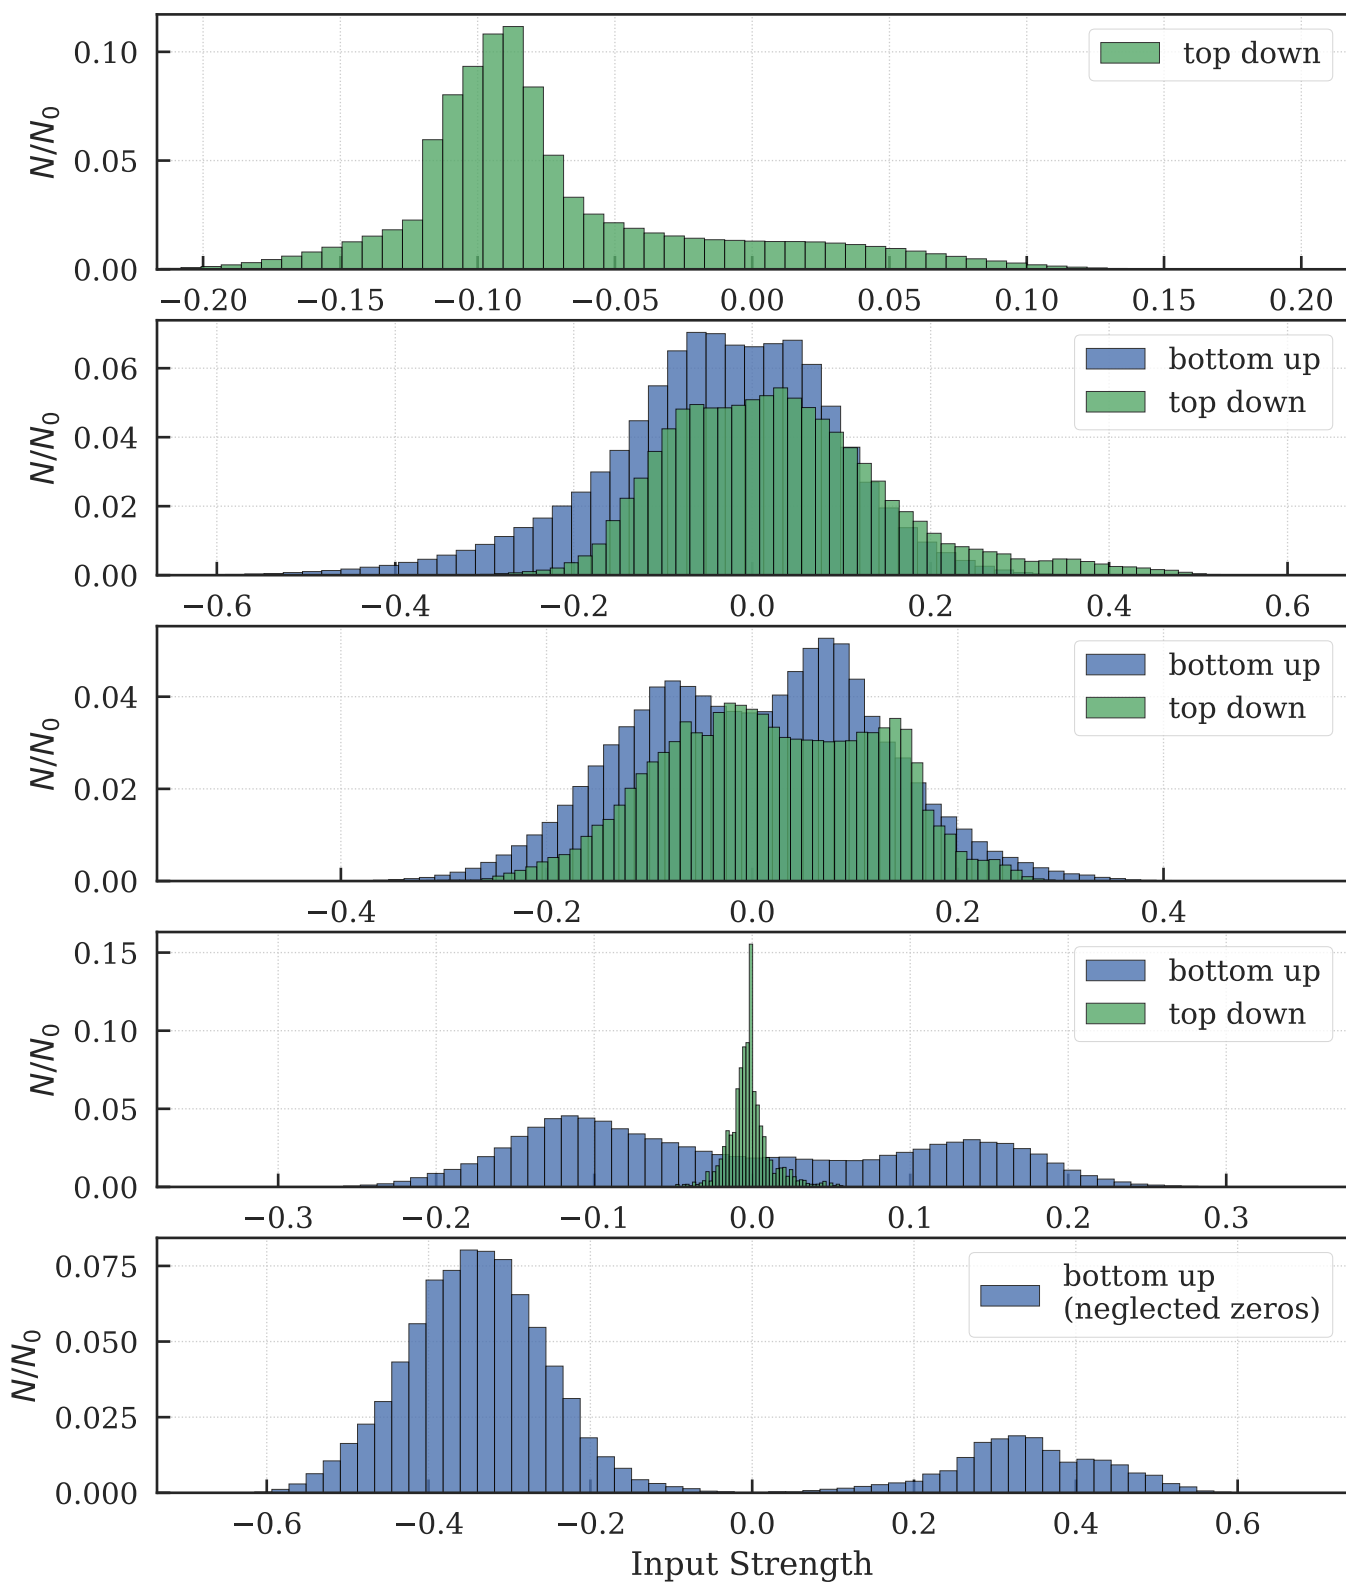 top down
N/N0
0.10
0.05
0.00
−0.20 −0.15 −0.10 −0.05 0.00 0.05 0.10 0.15 0.20
bottom up
top down
N/N0
0.06
0.04
0.02
0.00
−0.6 −0.4 −0.2 0.0 0.2 0.4 0.6
bottom up
top down
N/N0
0.04
0.02
0.00
−0.4 −0.2 0.0 0.2 0.4
bottom up
top down
N/N0
0.15
0.10
0.05
0.00
−0.3 −0.2 −0.1 0.0 0.1 0.2 0.3
bottom up
(neglected zeros)
N/N0
0.075
0.050
0.025
0.000
−0.6 −0.4 −0.2 0.0 0.2 0.4 0.6
Input Strength